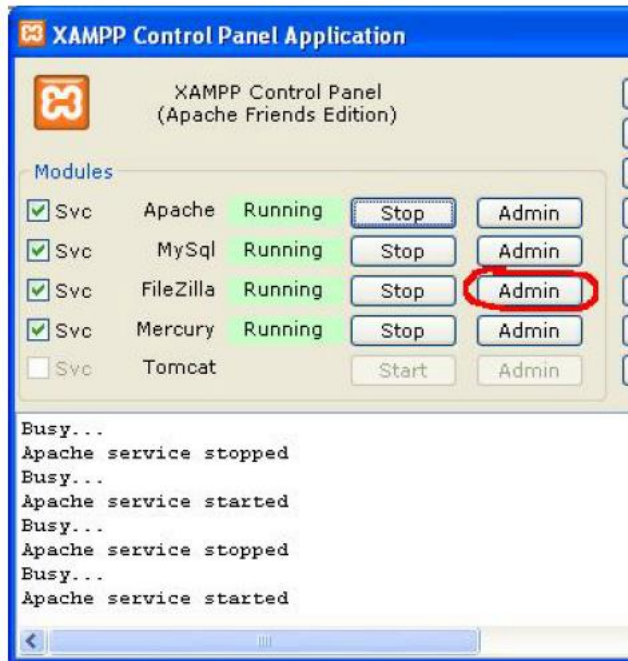 XAMPP Control Panel Application
XAMPP Control Panel
(Apache Friends Edition)
Modules
Svc Apache Running Stop Admin
Svc MySql Running Stop Admin
Svc FileZilla Running Stop Admin
Svc Mercury Running Stop Admin
Svc Tomcat Start Admin
Busy...
Apache service stopped
Busy...
Apache service started
Busy...
Apache service stopped
Busy...
Apache service started